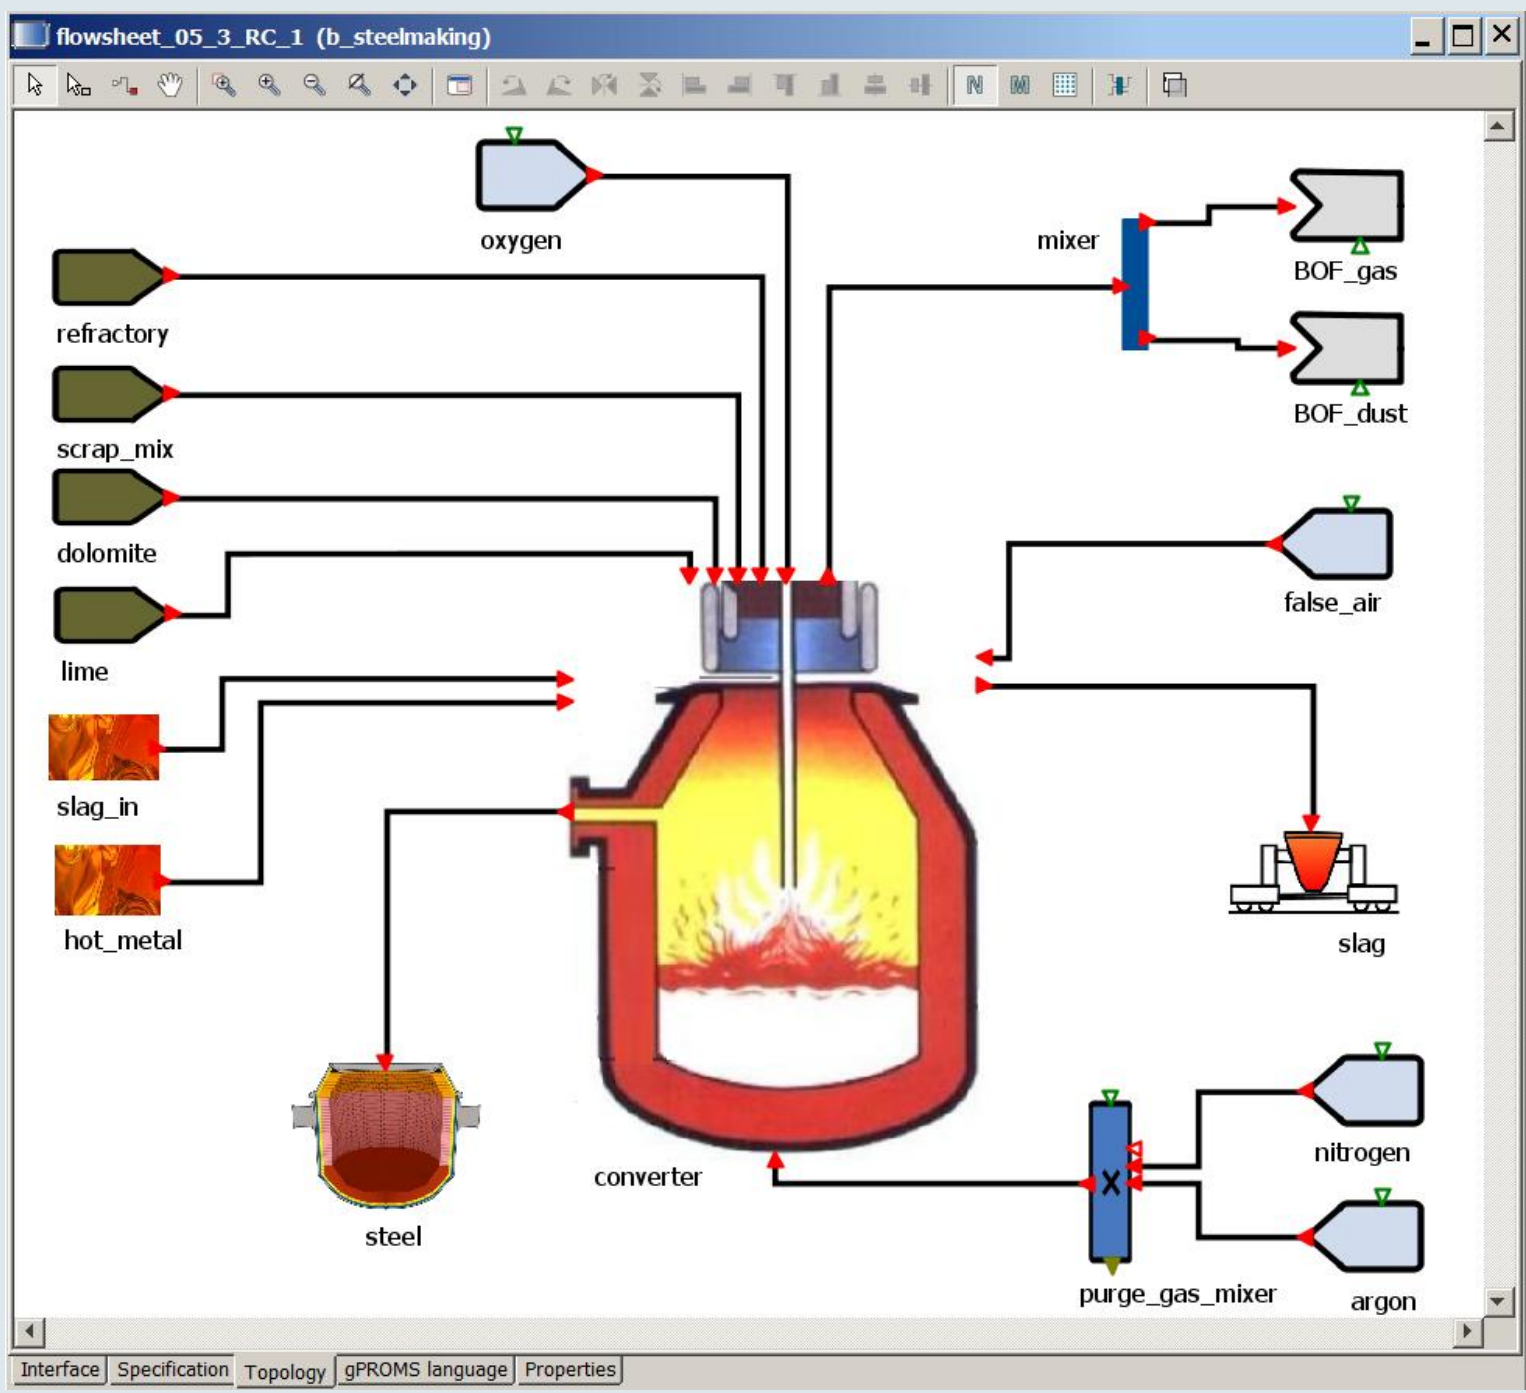 flowsheet_05_3_RC_1 (b_steelmaking)
N
M
oxygen
mixer
BOF_gas
refractory
BOF_dust
scrap_mix
dolomite
false_air
lime
slag_in
hot_metal
slag
converter
nitrogen
steel
X
purge_gas_mixer
argon
Interface
Specification
Topology
gPROMS language
Properties